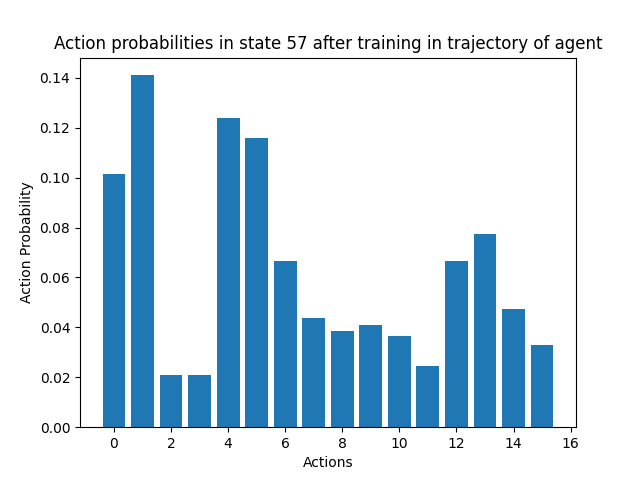 Action probabilities in state 57 after training in trajectory of agent
0.14
0.12
0.10
0.08
0.06
0.04
0.02
0.00
Action Probability
0 2 4 6 8 10 12 14 16
Actions